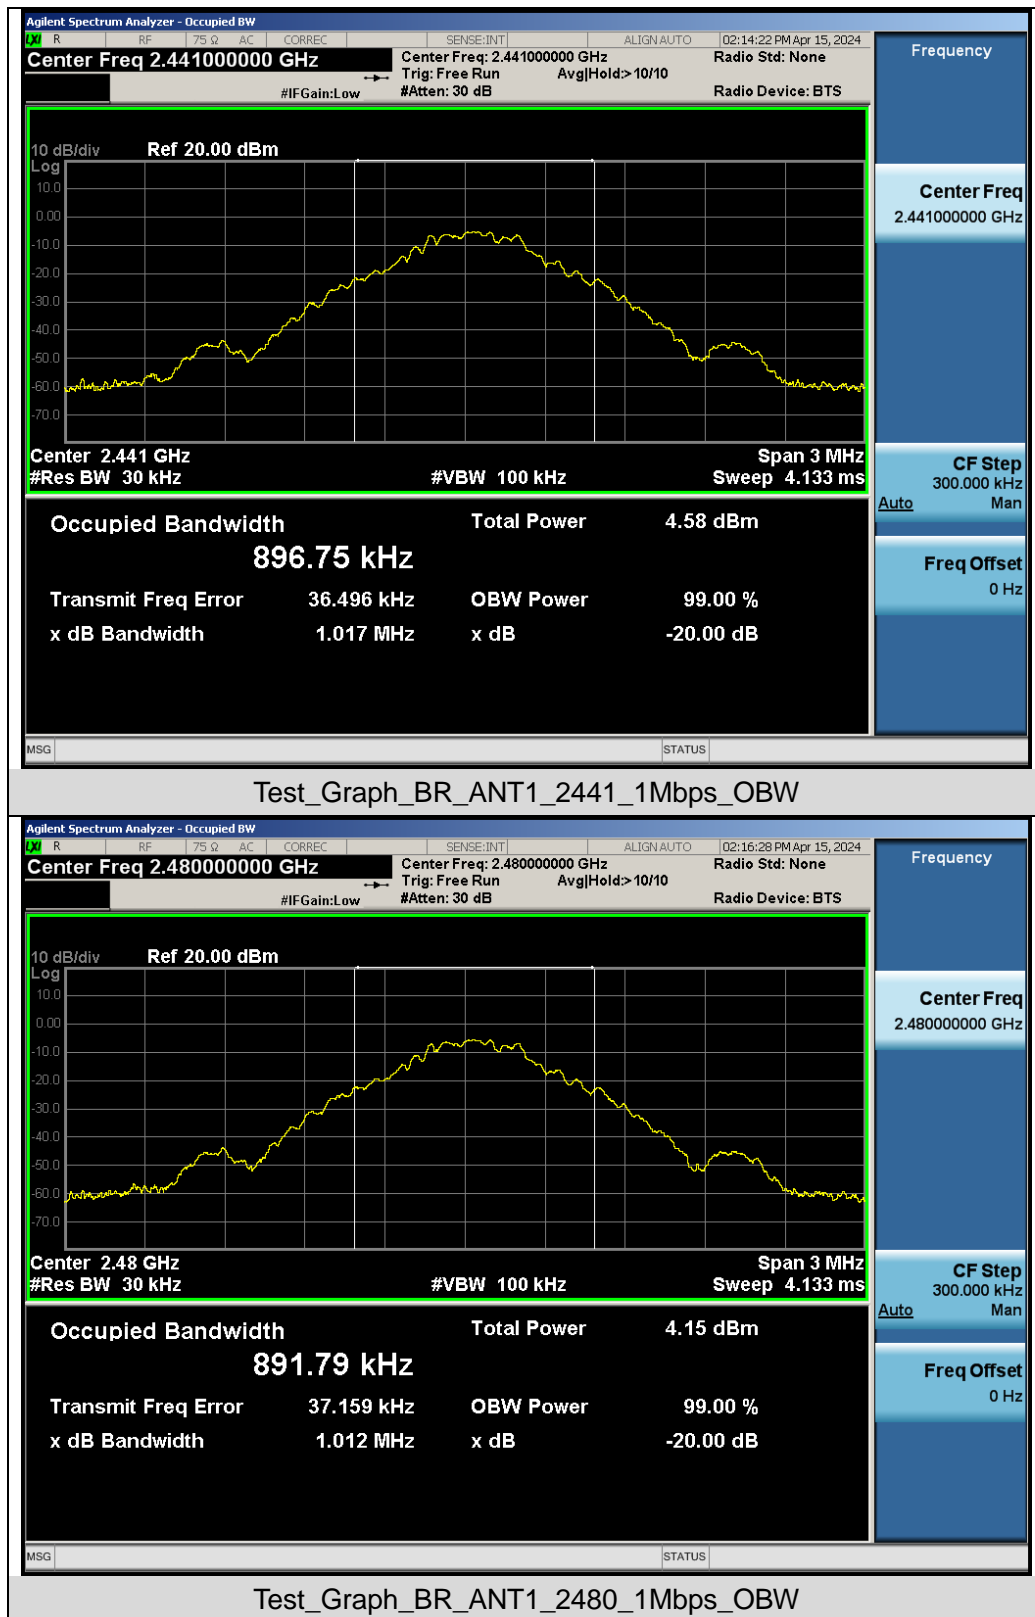 Agilent Spectrum Analyzer - Occupied BW
LXI R RF 75 Ω AC CORREC SENSE:INT ALIGN AUTO 02:14:22 PM Apr 15, 2024
Center Freq 2.441000000 GHz
Center Freq: 2.441000000 GHz Radio Std: None
Trig: Free Run Avg|Hold:> 10/10
#IFGain:Low #Atten: 30 dB Radio Device: BTS
Frequency
10 dB/div Ref 20.00 dBm
Log
10.0
0.00
-10.0
-20.0
-30.0
-40.0
-50.0
-60.0
-70.0
Center 2.441 GHz Span 3 MHz
#Res BW 30 kHz #VBW 100 kHz Sweep 4.133 ms
Center Freq
2.441000000 GHz
CF Step
300.000 kHz
Auto Man
Freq Offset
0 Hz
Occupied Bandwidth Total Power 4.58 dBm
896.75 kHz
Transmit Freq Error 36.496 kHz OBW Power 99.00 %
x dB Bandwidth 1.017 MHz x dB -20.00 dB
MSG STATUS
Test_Graph_BR_ANT1_2441_1Mbps_OBW
Agilent Spectrum Analyzer - Occupied BW
LXI R RF 75 Ω AC CORREC SENSE:INT ALIGN AUTO 02:16:28 PM Apr 15, 2024
Center Freq 2.480000000 GHz
Center Freq: 2.480000000 GHz Radio Std: None
Trig: Free Run Avg|Hold:> 10/10
#IFGain:Low #Atten: 30 dB Radio Device: BTS
Frequency
10 dB/div Ref 20.00 dBm
Log
10.0
0.00
-10.0
-20.0
-30.0
-40.0
-50.0
-60.0
-70.0
Center 2.48 GHz Span 3 MHz
#Res BW 30 kHz #VBW 100 kHz Sweep 4.133 ms
Center Freq
2.480000000 GHz
CF Step
300.000 kHz
Auto Man
Freq Offset
0 Hz
Occupied Bandwidth Total Power 4.15 dBm
891.79 kHz
Transmit Freq Error 37.159 kHz OBW Power 99.00 %
x dB Bandwidth 1.012 MHz x dB -20.00 dB
MSG STATUS
Test_Graph_BR_ANT1_2480_1Mbps_OBW